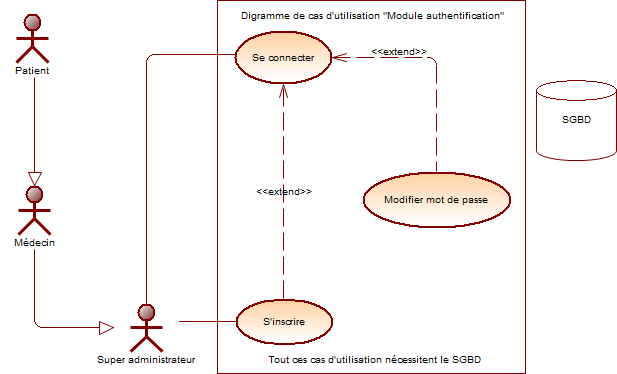 Digramme de cas d'utilisation "Module authentification"
Patient
Se connecter
<<extend>>
SGBD
<<extend>>
Modifier mot de passe
Médecin
S'inscrire
Super administrateur
Tout ces cas d'utilisation nécessitent le SGBD